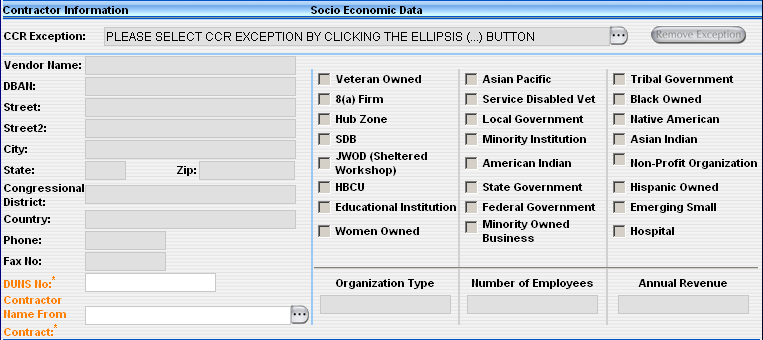 Contractor Information Socio Economic Data
CCR Exception: PLEASE SELECT CCR EXCEPTION BY CLICKING THE ELLIPSIS (...) BUTTON ... Remove Exception
Vendor Name:
DBAN:
Street:
Street2:
City:
State: Zip:
Congressional
District:
Country:
Phone:
Fax No:
DUNS No:*
Contractor
Name From
Contract:*
...
Veteran Owned
8(a) Firm
Hub Zone
SDB
JWOD (Sheltered
Workshop)
HBCU
Educational Institution
Women Owned
Asian Pacific
Service Disabled Vet
Local Government
Minority Institution
American Indian
State Government
Federal Government
Minority Owned
Business
Tribal Government
Black Owned
Native American
Asian Indian
Non-Profit Organization
Hispanic Owned
Emerging Small
Hospital
Organization Type Number of Employees Annual Revenue